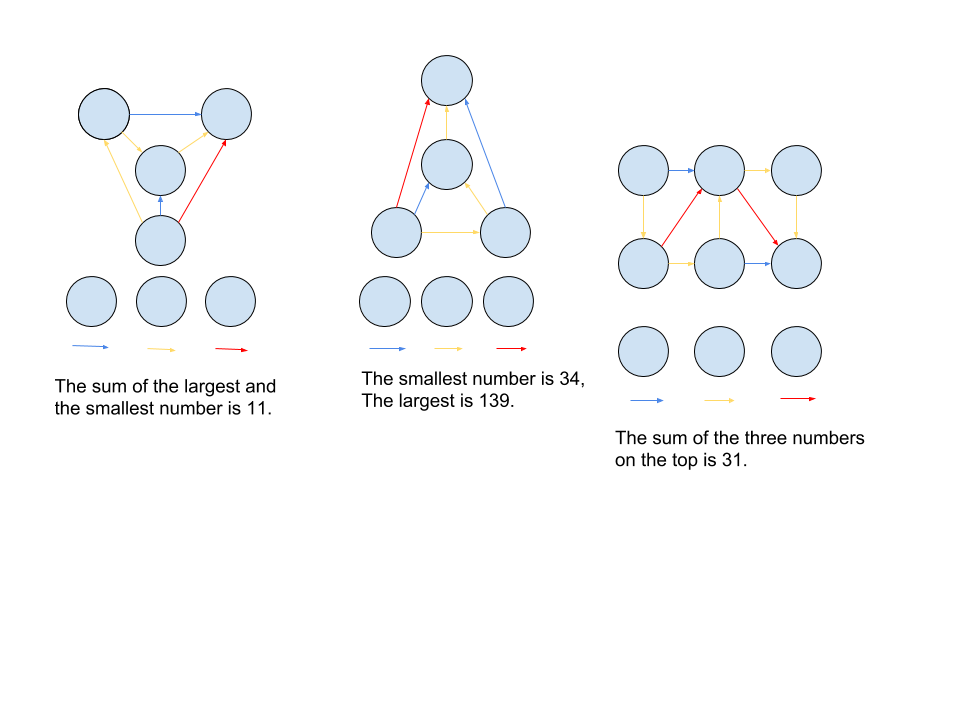 The sum of the largest and
the smallest number is 11.
The smallest number is 34,
The largest is 139.
The sum of the three numbers
on the top is 31.